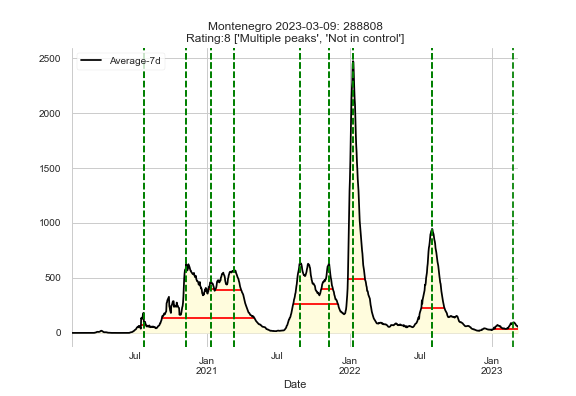 Montenegro 2023-03-09: 288808
Rating:8 ['Multiple peaks', 'Not in control']
Average-7d
2500
2000
1500
1000
500
0
Jul
Jan
2021
Jul
Jan
2022
Jul
Jan
2023
Date